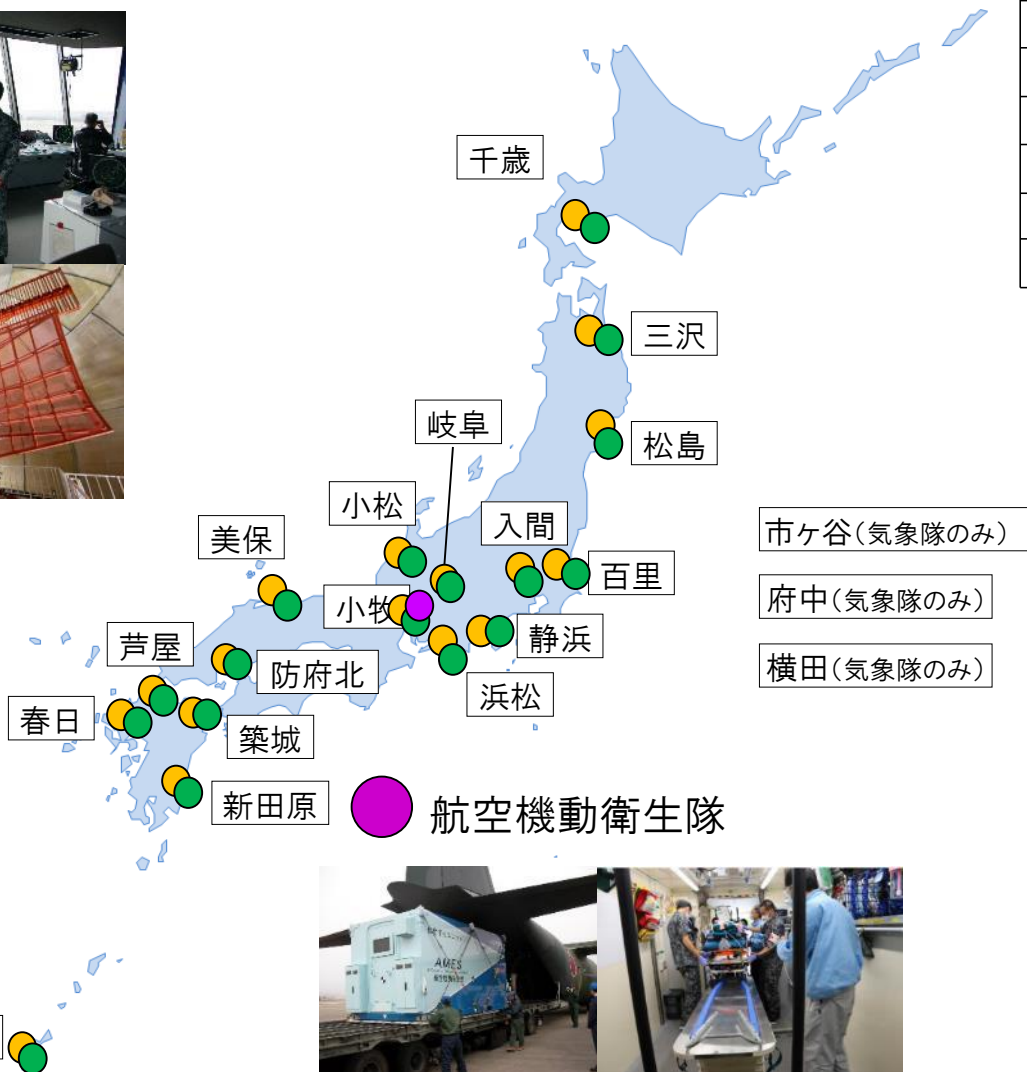 千歳
三沢
岐阜
松島
小松
入間
美保
市ヶ谷(気象隊のみ)
百里
小牧
府中(気象隊のみ)
静浜
芦屋
防府北
横田(気象隊のみ)
浜松
春日
築城
新田原
航空機動衛生隊
AMES